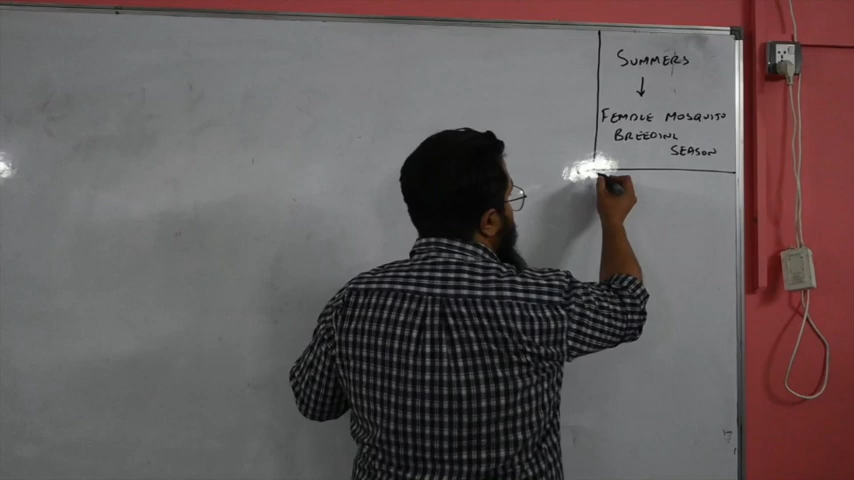 SUMMERS
↓
FEMALE MOSQUITO
BREEDING
SEASON